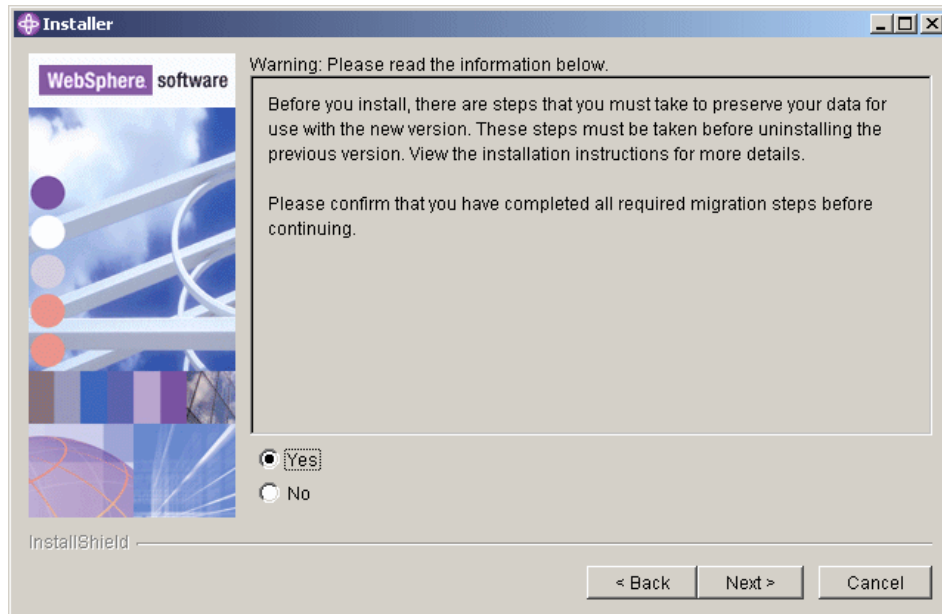 Installer
WebSphere. software
Warning: Please read the information below.
Before you install, there are steps that you must take to preserve your data for
use with the new version. These steps must be taken before uninstalling the
previous version. View the installation instructions for more details.
Please confirm that you have completed all required migration steps before
continuing.
Yes
No
InstallShield
< Back
Next >
Cancel